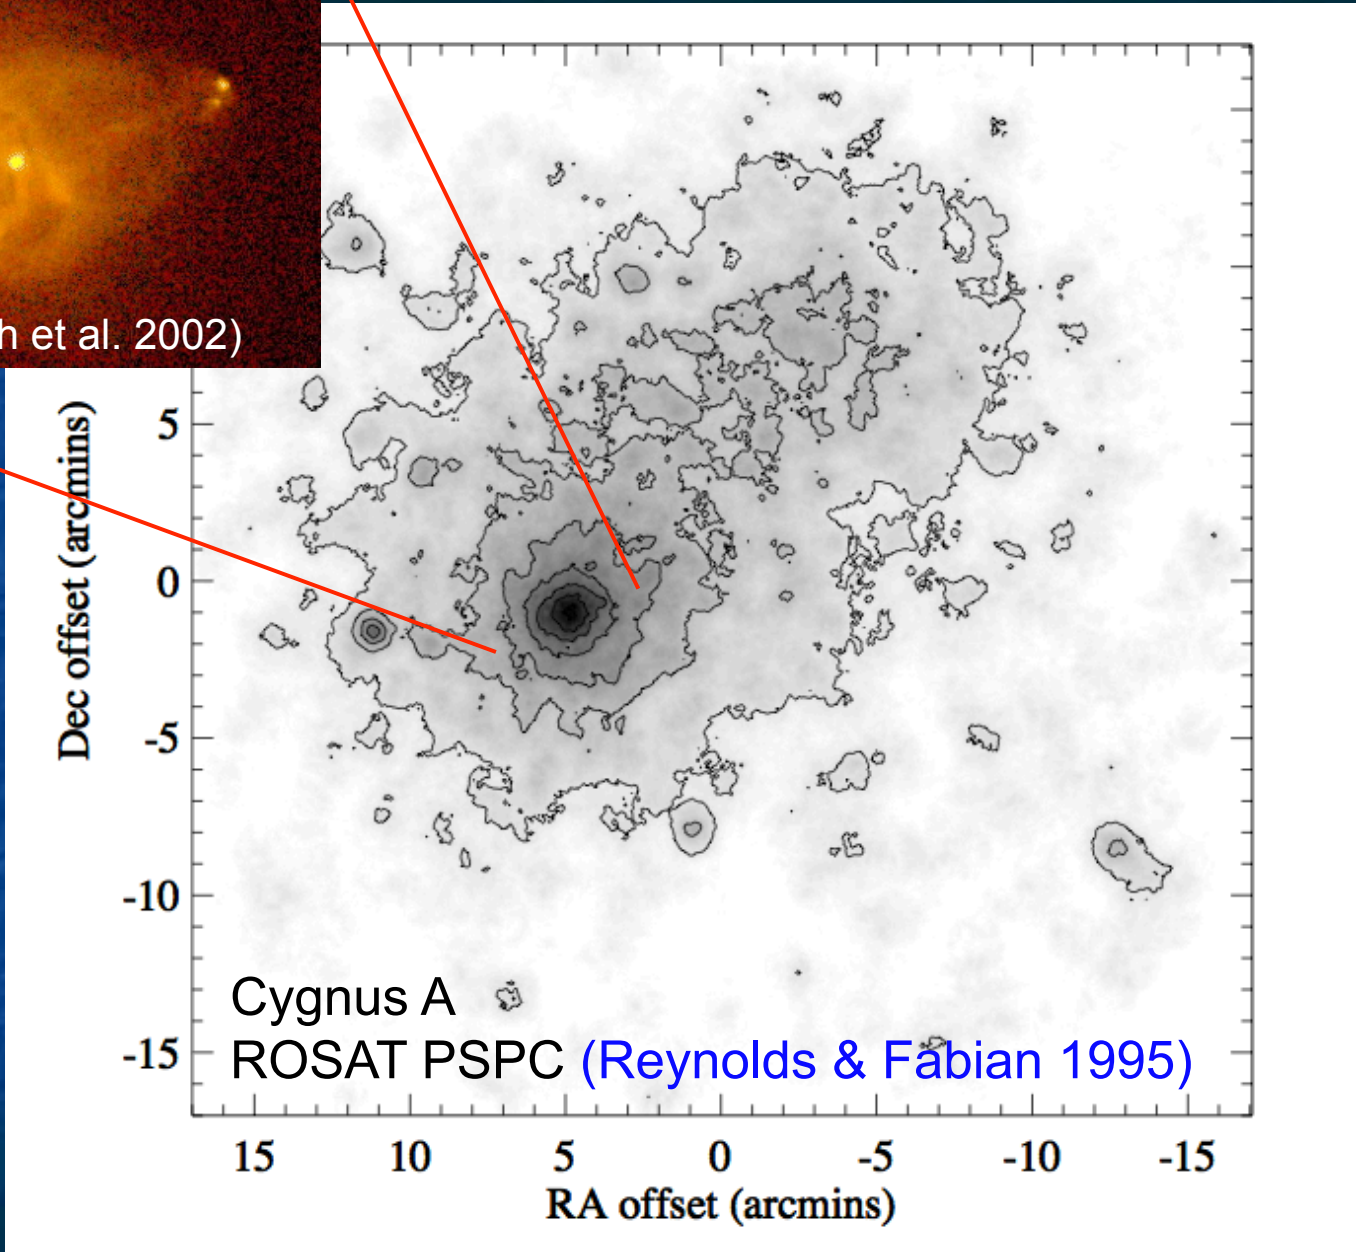 h et al. 2002)
Dec offset (arcmins)
5
0
-5
-10
-15
Cygnus A
ROSAT PSPC (Reynolds & Fabian 1995)
15 10 5 0 -5 -10 -15
RA offset (arcmins)